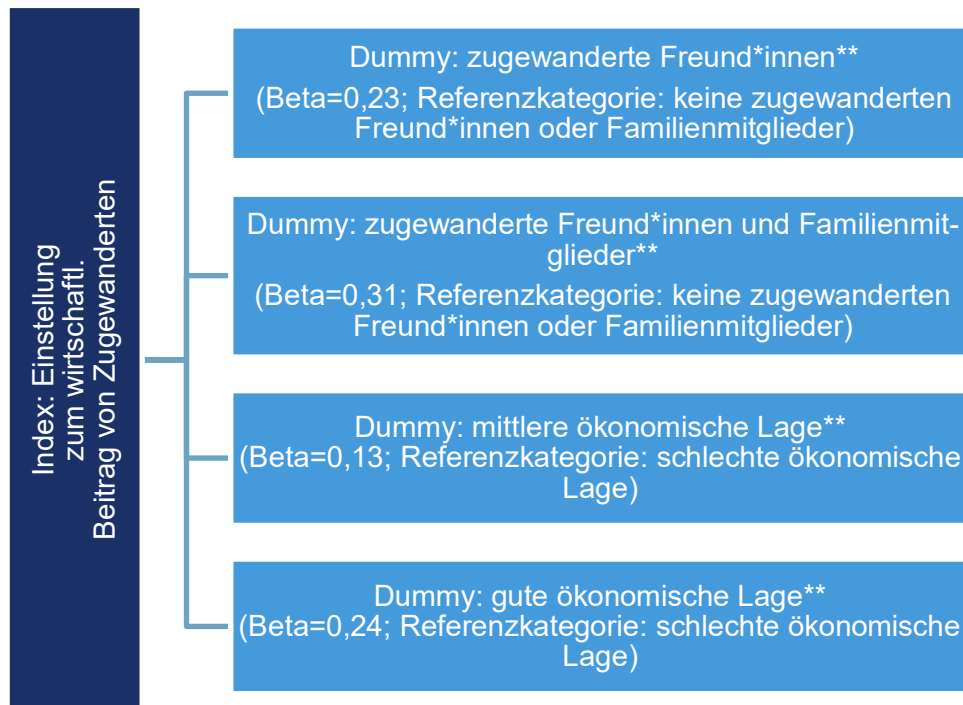 Index: Einstellung
zum wirtschaftl.
Beitrag von Zugewanderten
Dummy: zugewanderte Freund*innen**
(Beta=0,23; Referenzkategorie: keine zugewanderten
Freund*innen oder Familienmitglieder)
Dummy: zugewanderte Freund*innen und Familienmit-
glieder**
(Beta=0,31; Referenzkategorie: keine zugewanderten
Freund*innen oder Familienmitglieder)
Dummy: mittlere ökonomische Lage**
(Beta=0,13; Referenzkategorie: schlechte ökonomische
Lage)
Dummy: gute ökonomische Lage**
(Beta=0,24; Referenzkategorie: schlechte ökonomische
Lage)